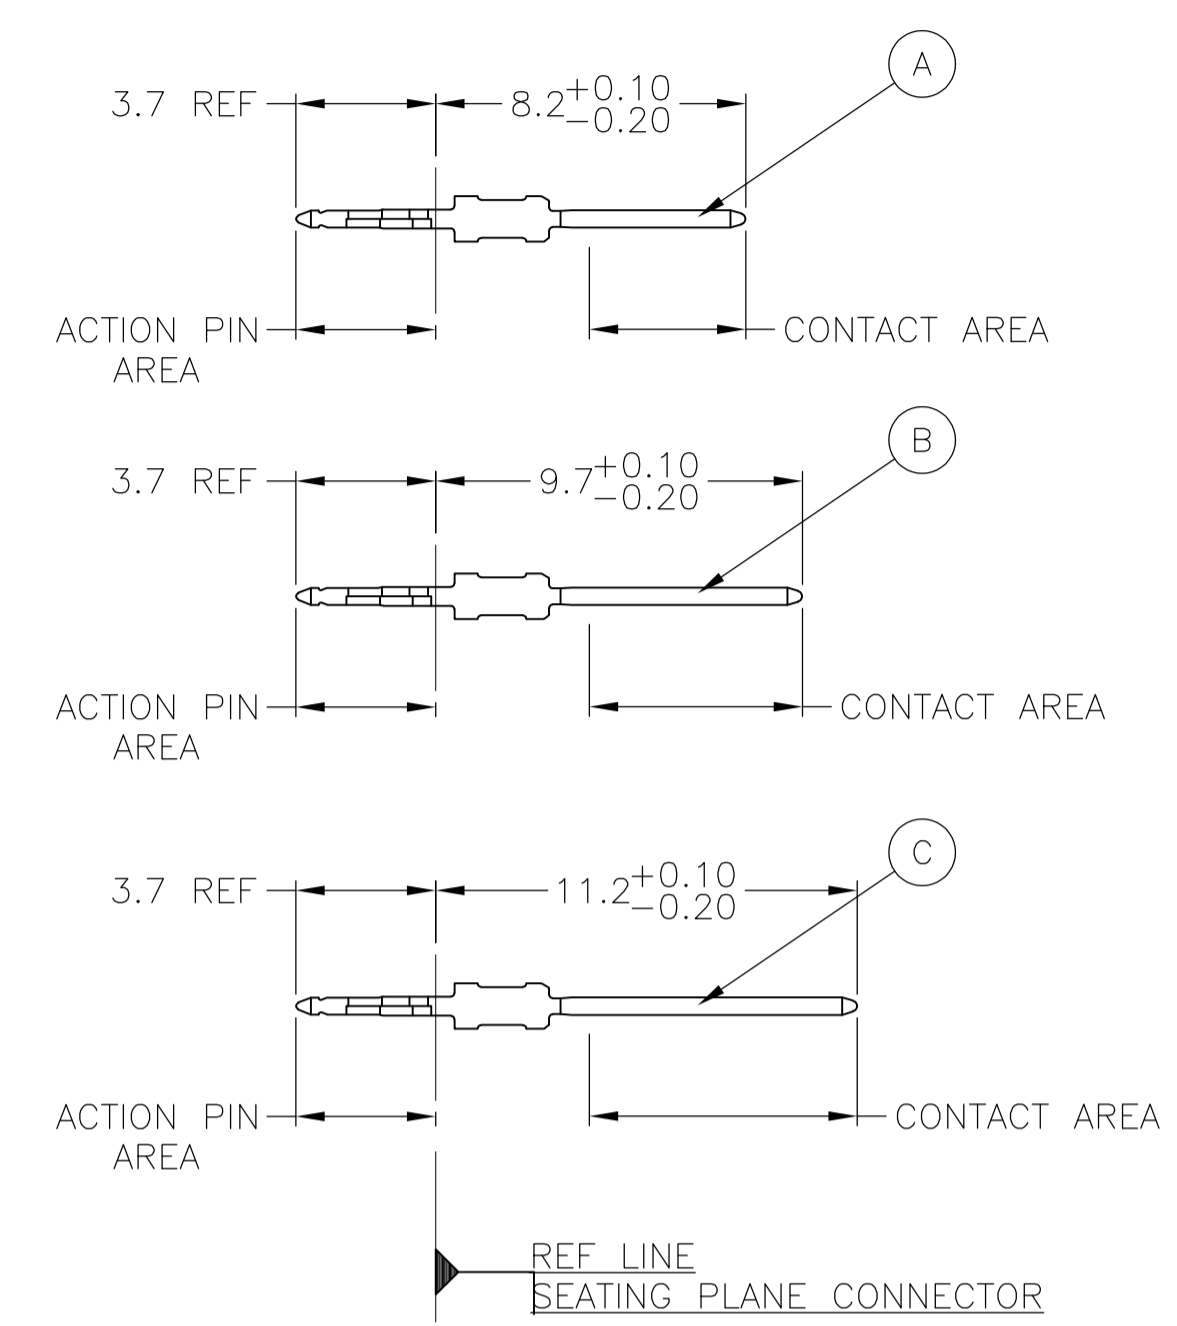 A
3.7 REF
8.2 +0.10 −0.20
ACTION PIN AREA
CONTACT AREA
B
3.7 REF
9.7 +0.10 −0.20
ACTION PIN AREA
CONTACT AREA
C
3.7 REF
11.2 +0.10 −0.20
ACTION PIN AREA
CONTACT AREA
REF LINE
SEATING PLANE CONNECTOR